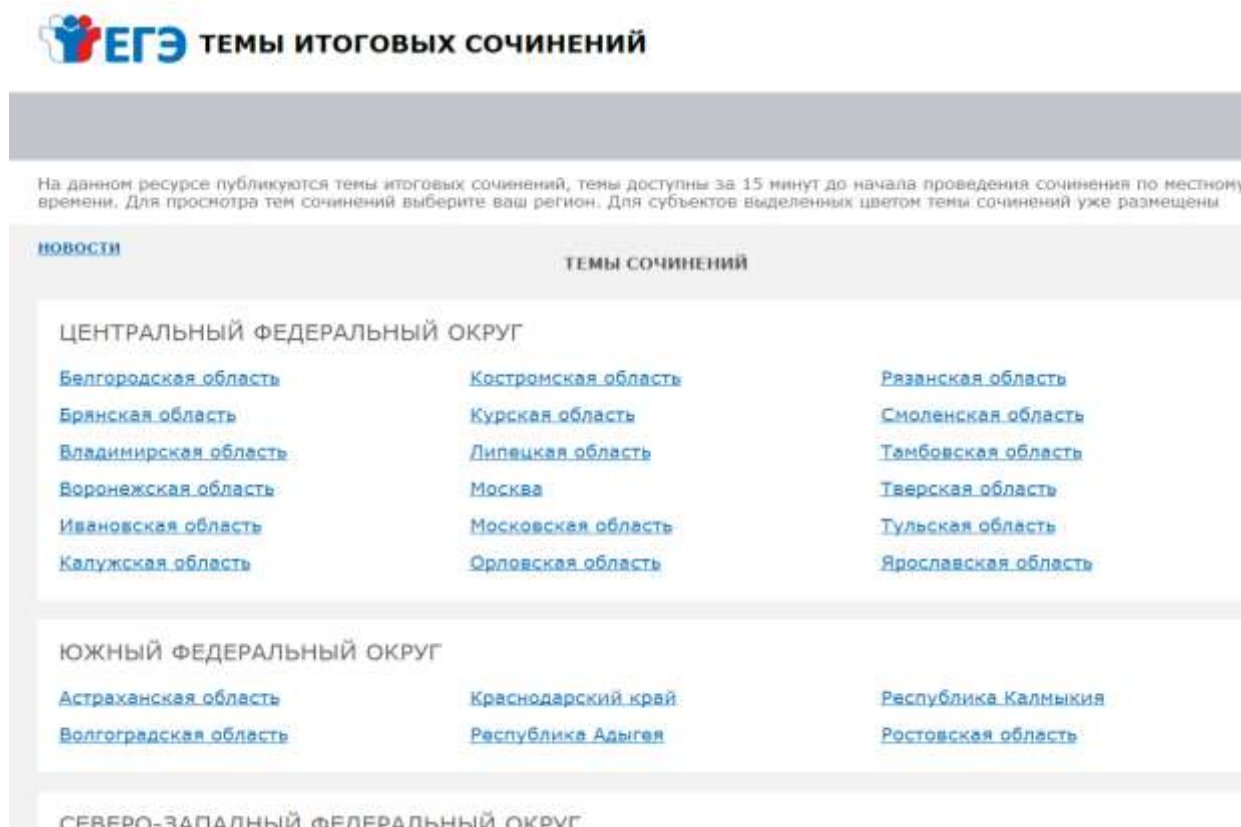 ЕГЭ ТЕМЫ ИТОГОВЫХ СОЧИНЕНИЙ
На данном ресурсе публикуются темы итоговых сочинений, темы доступны за 15 минут до начала проведения сочинения по местному
времени. Для просмотра тем сочинений выберите ваш регион. Для субъектов выделенных цветом темы сочинений уже размещены
НОВОСТИ
ТЕМЫ СОЧИНЕНИЙ
ЦЕНТРАЛЬНЫЙ ФЕДЕРАЛЬНЫЙ ОКРУГ
Белгородская область Костромская область Рязанская область
Брянская область Курская область Смоленская область
Владимирская область Липецкая область Тамбовская область
Воронежская область Москва Тверская область
Ивановская область Московская область Тульская область
Калужская область Орловская область Ярославская область
ЮЖНЫЙ ФЕДЕРАЛЬНЫЙ ОКРУГ
Астраханская область Краснодарский край Республика Калмыкия
Волгоградская область Республика Адыгея Ростовская область
СЕВЕРО-ЗАПАДНЫЙ ФЕДЕРАЛЬНЫЙ ОКРУГ